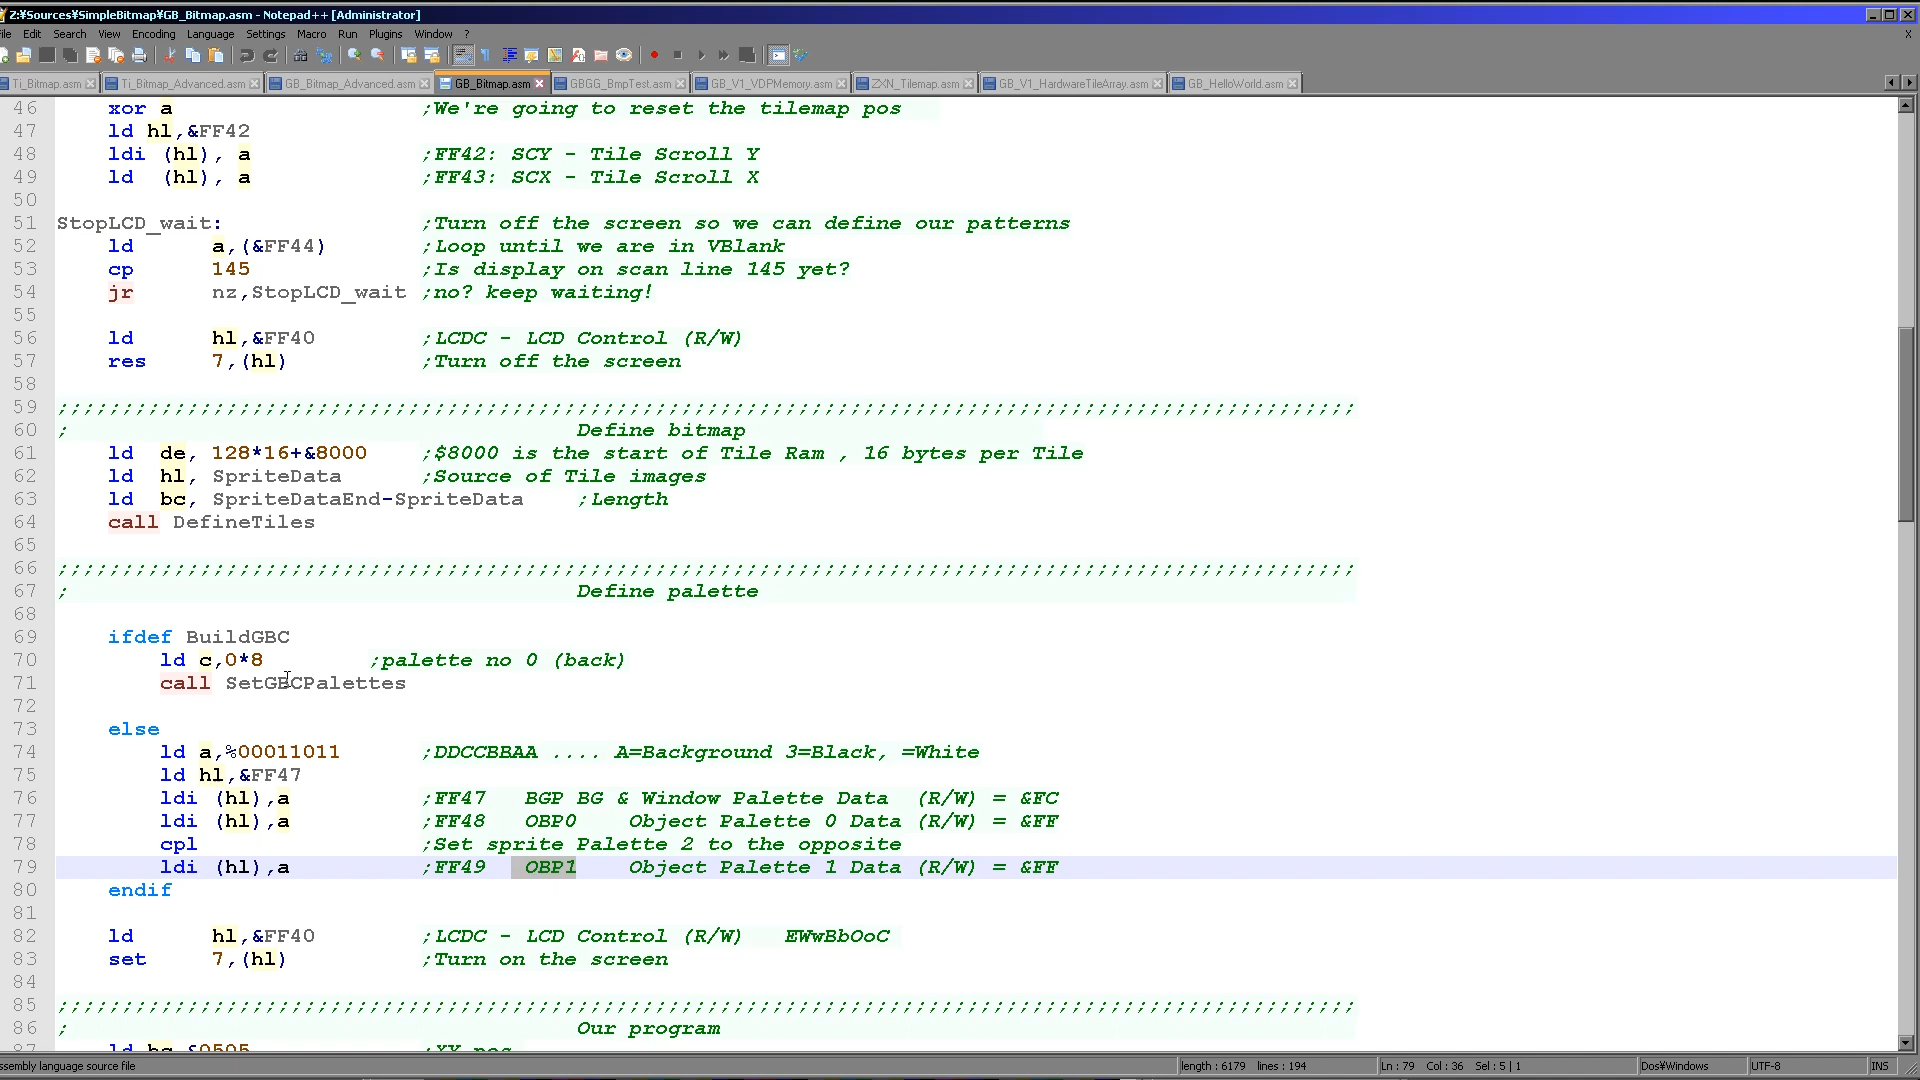 Z:¥Sources¥SimpleBitmap¥GB_Bitmap.asm - Notepad++ [Administrator]
ile Edit Search View Encoding Language Settings Macro Run Plugins Window ? X
Ti_Bitmap.asm Ti_Bitmap_Advanced.asm GB_Bitmap_Advanced.asm GB_Bitmap.asm GBGG_BmpTest.asm GB_V1_VDPMemory.asm ZXN_Tilemap.asm GB_V1_HardwareTileArray.asm GB_HelloWorld.asm
46 xor a ;We're going to reset the tilemap pos
47 ld hl,&FF42
48 ldi (hl), a ;FF42: SCY - Tile Scroll Y
49 ld (hl), a ;FF43: SCX - Tile Scroll X
50
51 StopLCD_wait: ;Turn off the screen so we can define our patterns
52 ld a,(&FF44) ;Loop until we are in VBlank
53 cp 145 ;Is display on scan line 145 yet?
54 jr nz,StopLCD_wait ;no? keep waiting!
55
56 ld hl,&FF40 ;LCDC - LCD Control (R/W)
57 res 7,(hl) ;Turn off the screen
58
59 ;;;;;;;;;;;;;;;;;;;;;;;;;;;;;;;;;;;;;;;;;;;;;;;;;;;;;;;;;;;;;;;;;;;;;;;;;;;;;;;;;;;;;;;;;;;;;;;;;;;;
60 ; Define bitmap
61 ld de, 128*16+&8000 ;$8000 is the start of Tile Ram , 16 bytes per Tile
62 ld hl, SpriteData ;Source of Tile images
63 ld bc, SpriteDataEnd-SpriteData ;Length
64 call DefineTiles
65
66 ;;;;;;;;;;;;;;;;;;;;;;;;;;;;;;;;;;;;;;;;;;;;;;;;;;;;;;;;;;;;;;;;;;;;;;;;;;;;;;;;;;;;;;;;;;;;;;;;;;;;
67 ; Define palette
68
69 ifdef BuildGBC
70 ld c,0*8 ;palette no 0 (back)
71 call SetGBCPalettes
72
73 else
74 ld a,%00011011 ;DDCCBBAA .... A=Background 3=Black, =White
75 ld hl,&FF47
76 ldi (hl),a ;FF47 BGP BG & Window Palette Data (R/W) = &FC
77 ldi (hl),a ;FF48 OBP0 Object Palette 0 Data (R/W) = &FF
78 cpl ;Set sprite Palette 2 to the opposite
79 ldi (hl),a ;FF49 OBP1 Object Palette 1 Data (R/W) = &FF
80 endif
81
82 ld hl,&FF40 ;LCDC - LCD Control (R/W) EWwBbOoC
83 set 7,(hl) ;Turn on the screen
84
85 ;;;;;;;;;;;;;;;;;;;;;;;;;;;;;;;;;;;;;;;;;;;;;;;;;;;;;;;;;;;;;;;;;;;;;;;;;;;;;;;;;;;;;;;;;;;;;;;;;;;;
86 ; Our program
87 ld bc,&0505 ;XY pos
ssembly language source file length : 6179 lines : 194 Ln : 79 Col : 36 Sel : 5 | 1 Dos¥Windows UTF-8 INS